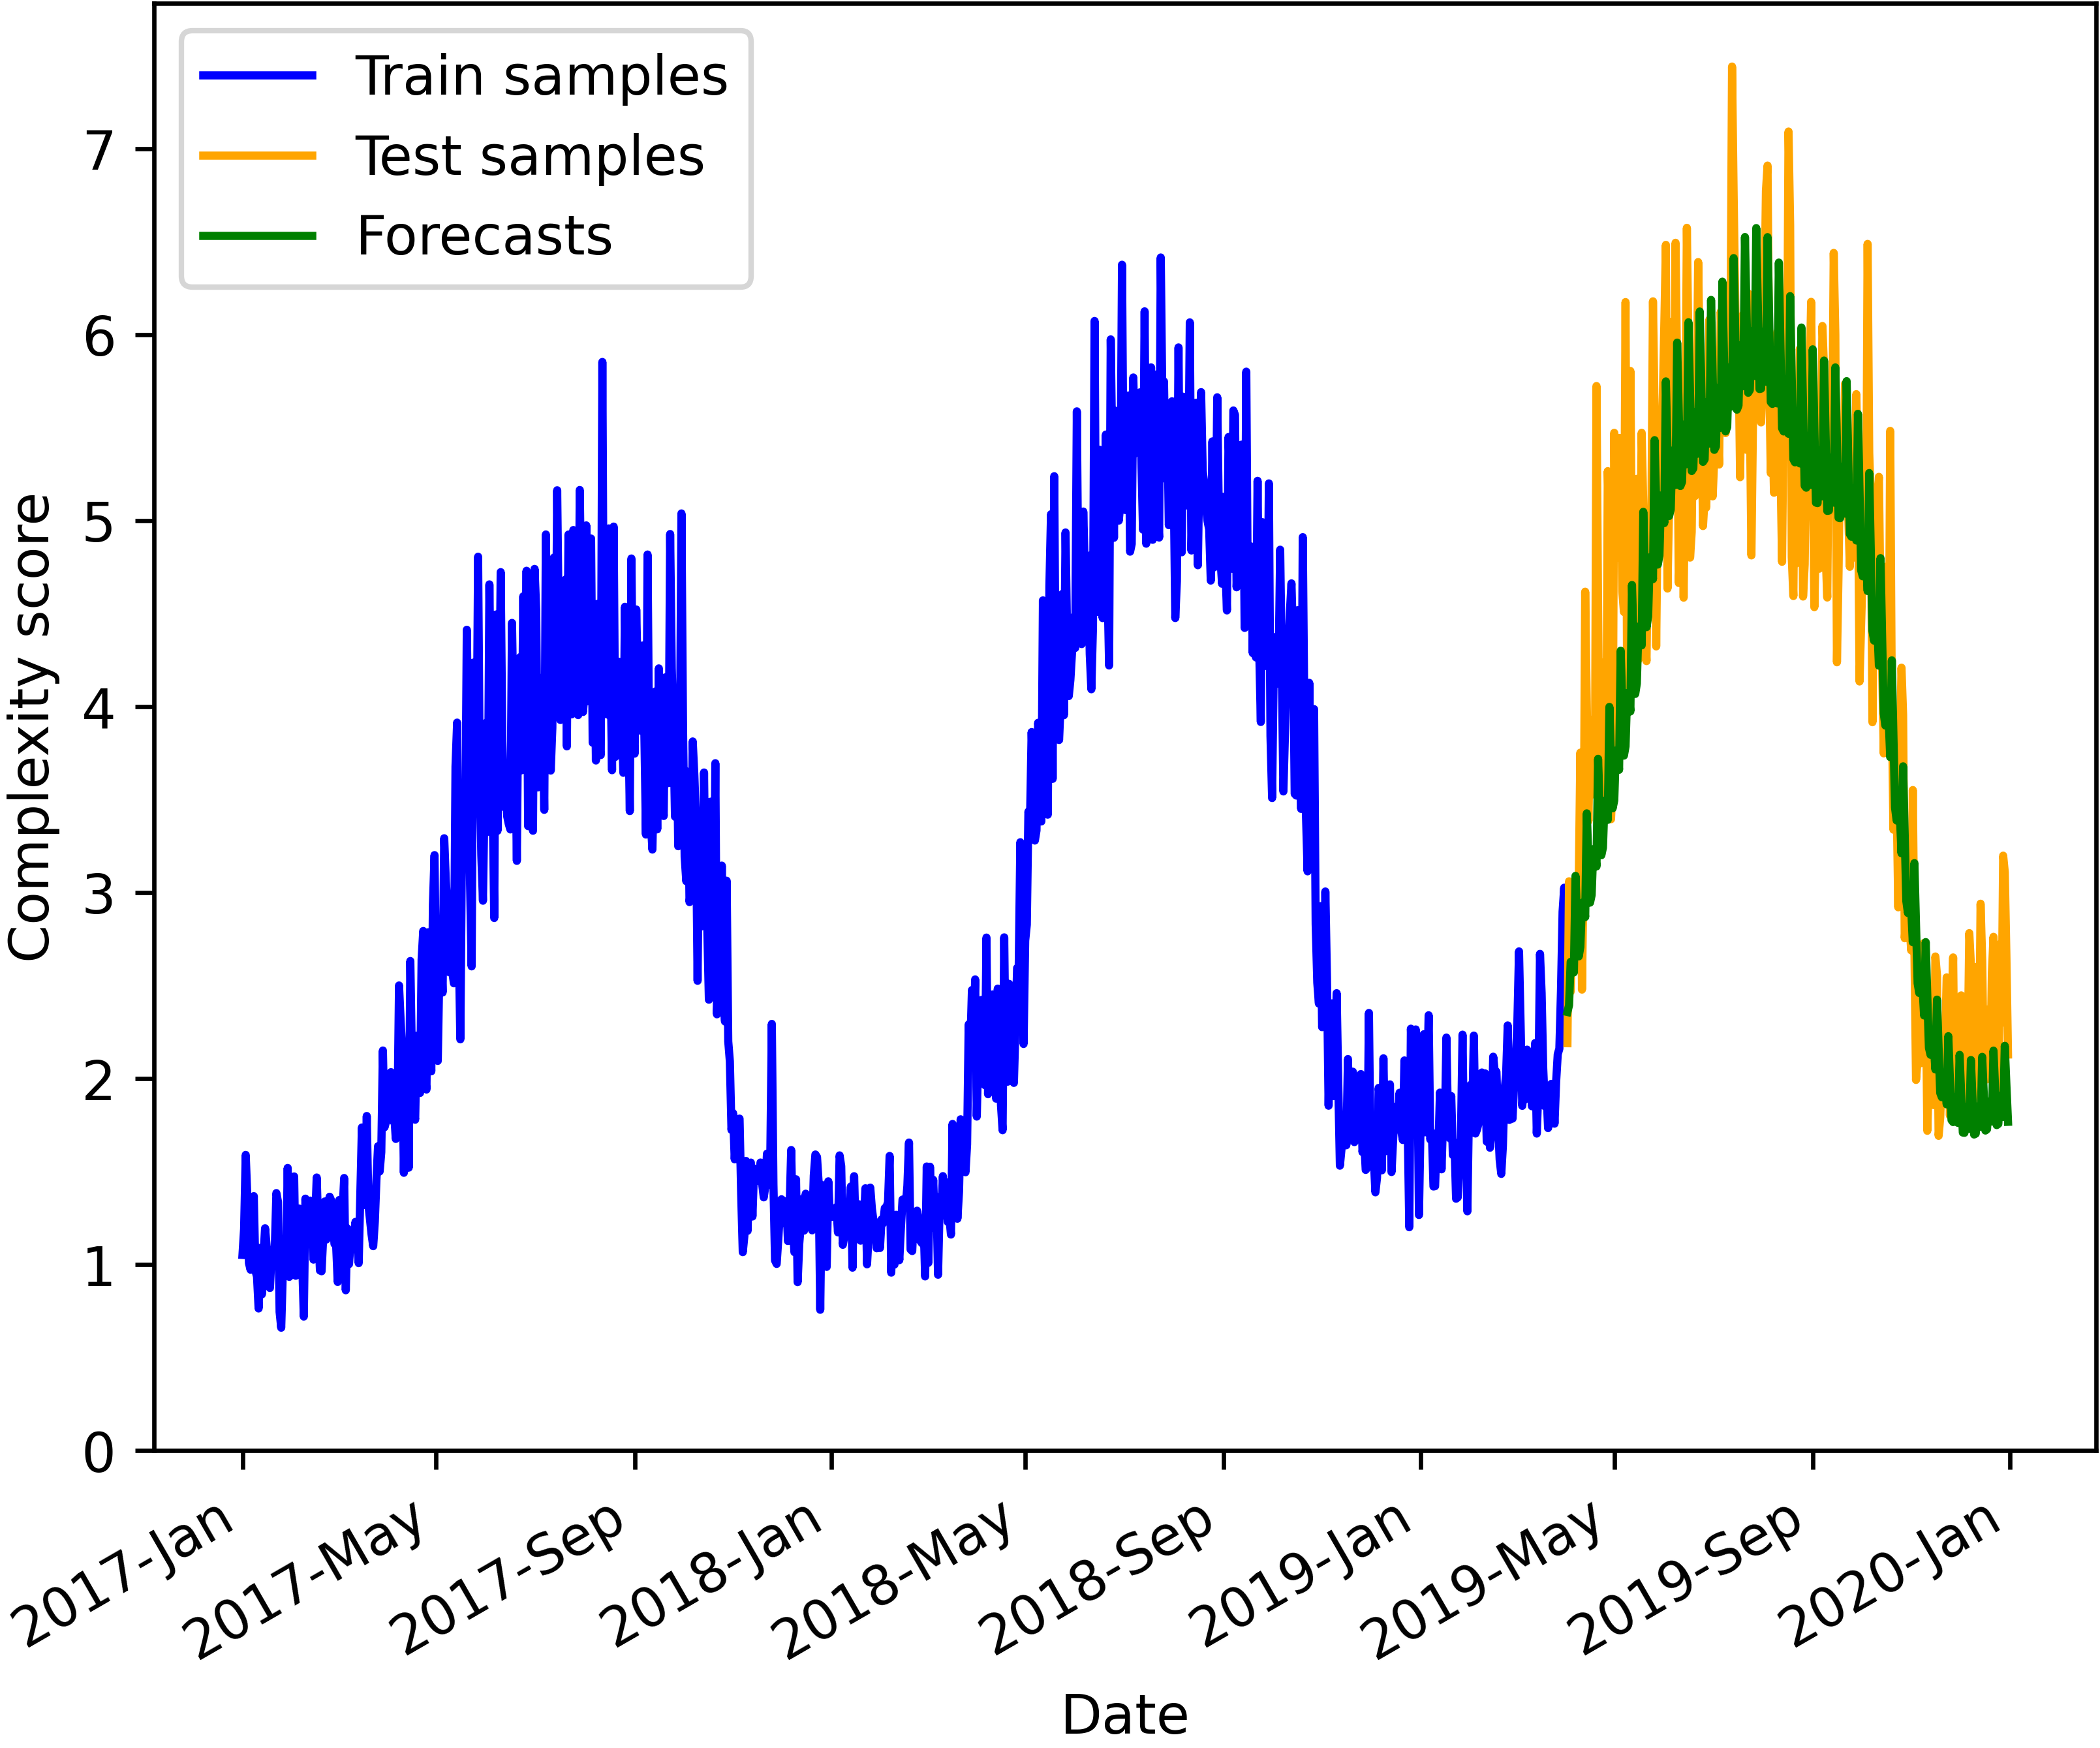 Train samples
Test samples
Forecasts
7
6
5
4
3
2
1
0
Complexity score
2017-Jan
2017-May
2017-Sep
2018-Jan
2018-May
2018-Sep
2019-Jan
2019-May
2019-Sep
2020-Jan
Date